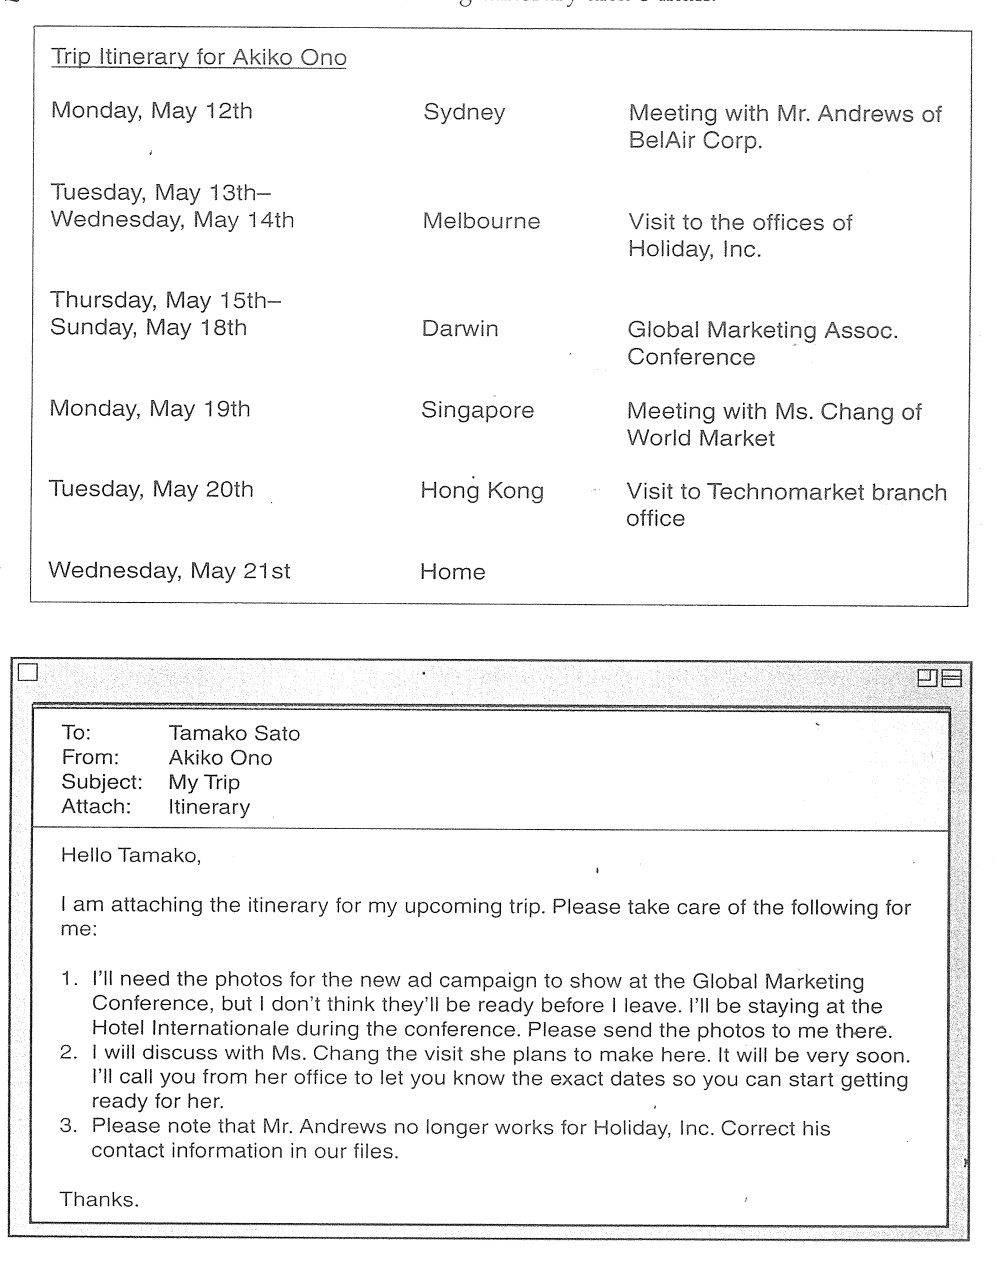 Trip Itinerary for Akiko Ono
Monday, May 12th Sydney Meeting with Mr. Andrews of
BelAir Corp.
Tuesday, May 13th–
Wednesday, May 14th Melbourne Visit to the offices of
Holiday, Inc.
Thursday, May 15th–
Sunday, May 18th Darwin Global Marketing Assoc.
Conference
Monday, May 19th Singapore Meeting with Ms. Chang of
World Market
Tuesday, May 20th Hong Kong Visit to Technomarket branch
office
Wednesday, May 21st Home
To: Tamako Sato
From: Akiko Ono
Subject: My Trip
Attach: Itinerary
Hello Tamako,
I am attaching the itinerary for my upcoming trip. Please take care of the following for
me:
1. I'll need the photos for the new ad campaign to show at the Global Marketing
Conference, but I don't think they'll be ready before I leave. I'll be staying at the
Hotel Internationale during the conference. Please send the photos to me there.
2. I will discuss with Ms. Chang the visit she plans to make here. It will be very soon.
I'll call you from her office to let you know the exact dates so you can start getting
ready for her.
3. Please note that Mr. Andrews no longer works for Holiday, Inc. Correct his
contact information in our files.
Thanks.